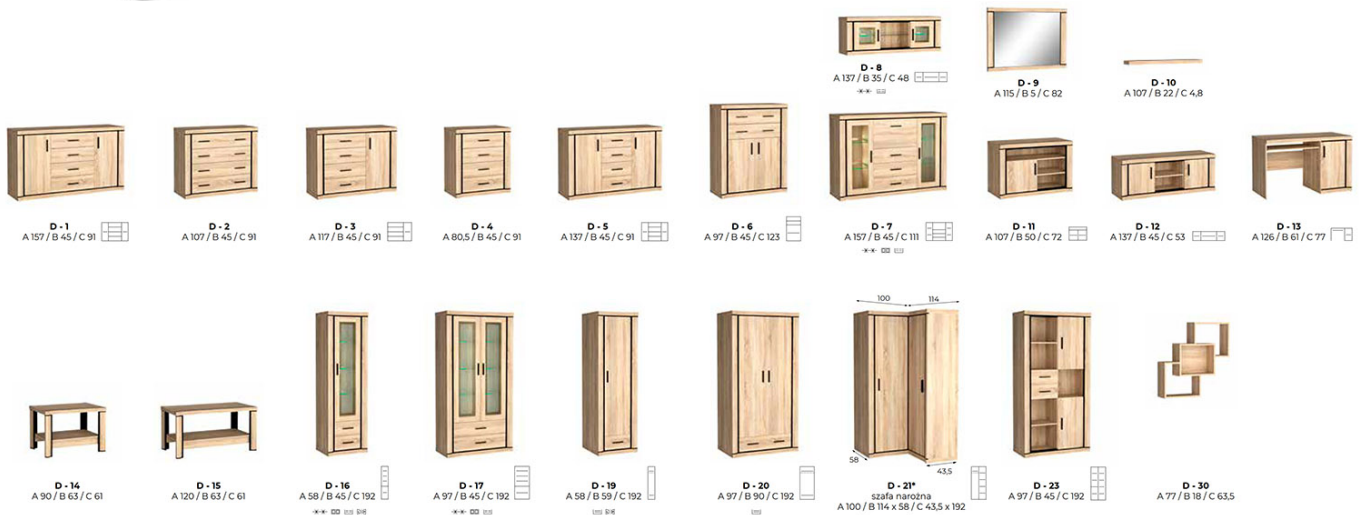 D - 8
A 137 / B 35 / C 48
D - 9
A 115 / B 5 / C 82
D - 10
A 107 / B 22 / C 4,8
D - 1
A 157 / B 45 / C 91
D - 2
A 107 / B 45 / C 91
D - 3
A 117 / B 45 / C 91
D - 4
A 80,5 / B 45 / C 91
D - 5
A 137 / B 45 / C 91
D - 6
A 97 / B 45 / C 123
D - 7
A 157 / B 45 / C 111
D - 11
A 107 / B 50 / C 72
D - 12
A 137 / B 45 / C 53
D - 13
A 126 / B 61 / C 77
100
114
58
43,5
D - 14
A 90 / B 63 / C 61
D - 15
A 120 / B 63 / C 61
D - 16
A 58 / B 45 / C 192
D - 17
A 97 / B 45 / C 192
D - 19
A 58 / B 59 / C 192
D - 20
A 97 / B 90 / C 192
D - 21*
szafa narożna
A 100 / B 114 x 58 / C 43,5 x 192
D - 23
A 97 / B 45 / C 192
D - 30
A 77 / B 18 / C 63,5